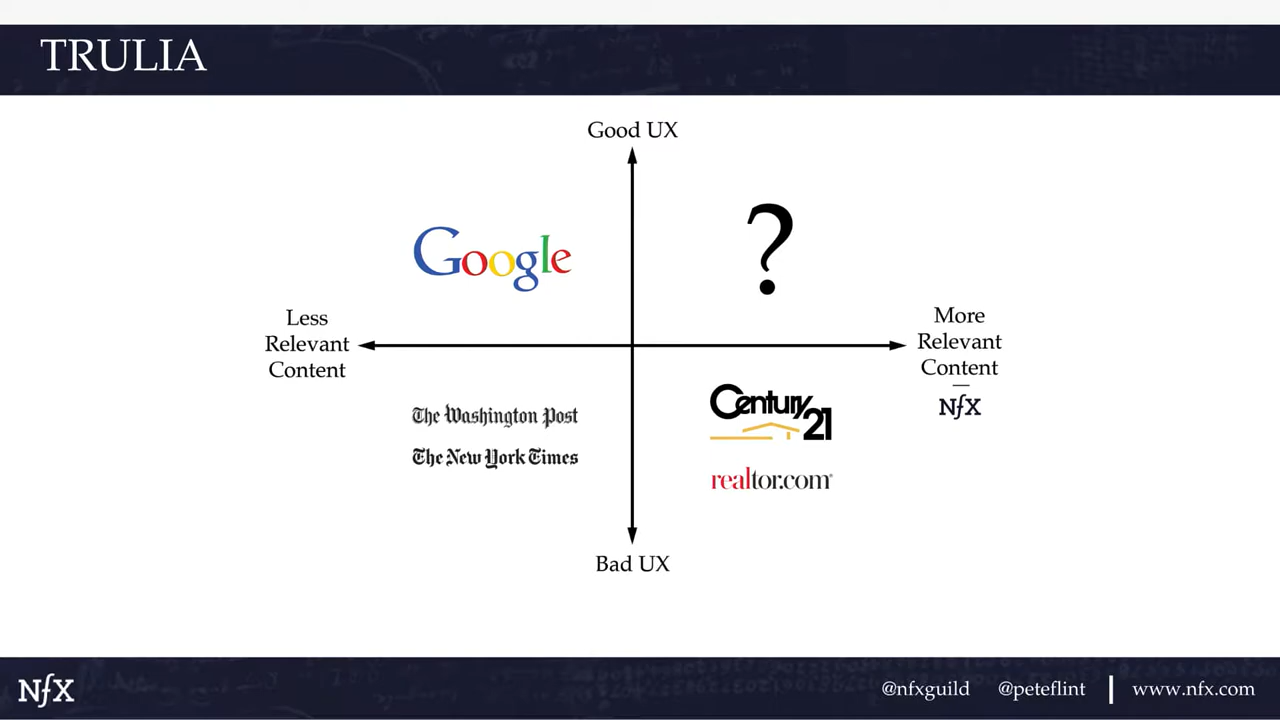 TRULIA
Good UX
Google
?
Less
Relevant
Content
More
Relevant
Content
NfX
The Washington Post
The New York Times
Century 21
realtor.com®
Bad UX
NfX
@nfxguild @peteflint | www.nfx.com